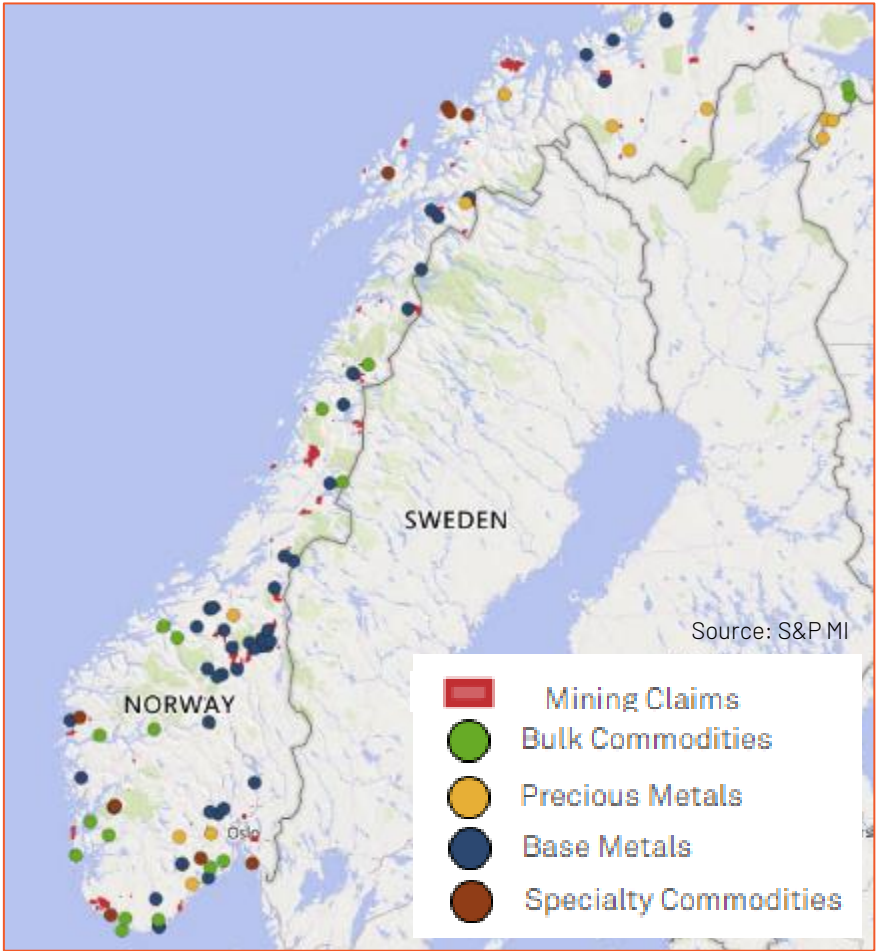 SWEDEN
Source: S&P MI
NORWAY
Mining Claims
Bulk Commodities
Precious Metals
Base Metals
Specialty Commodities
Oslo